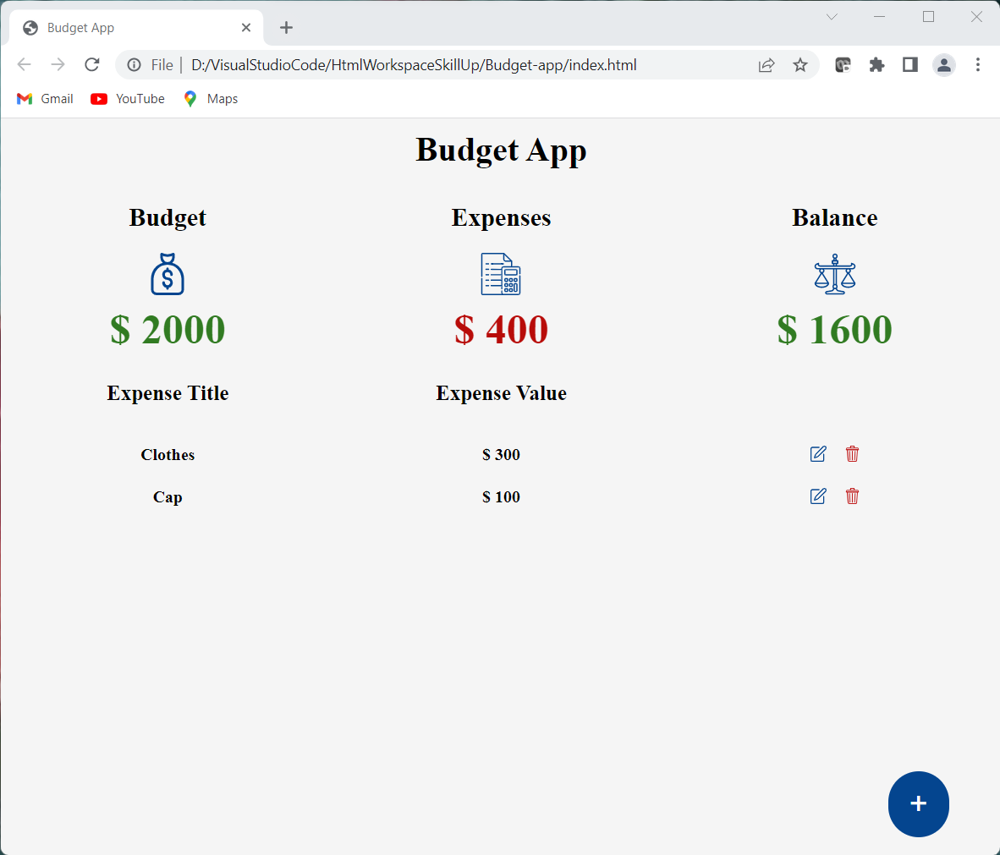 Budget App
File | D:/VisualStudioCode/HtmlWorkspaceSkillUp/Budget-app/index.html
Gmail YouTube Maps
Budget App
Budget Expenses Balance
$ 2000 $ 400 $ 1600
Expense Title Expense Value
Clothes $ 300
Cap $ 100
+